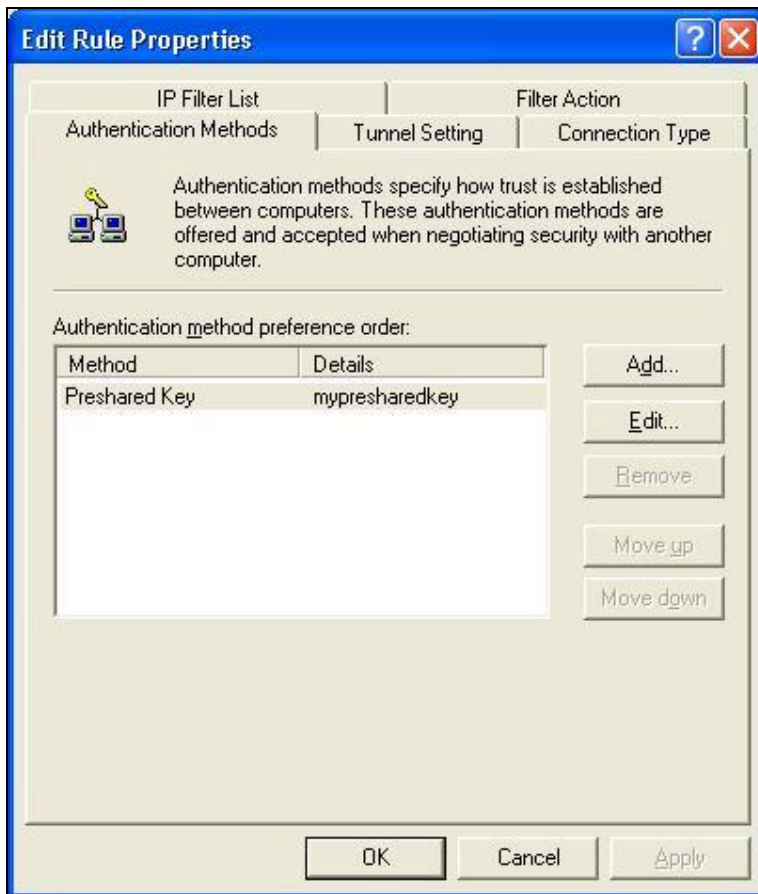 Edit Rule Properties
?
X
IP Filter List
Filter Action
Authentication Methods
Tunnel Setting
Connection Type
Authentication methods specify how trust is established
between computers. These authentication methods are
offered and accepted when negotiating security with another
computer.
Authentication method preference order:
Method
Details
Preshared Key
mypresharedkey
Add...
Edit...
Remove
Move up
Move down
OK
Cancel
Apply